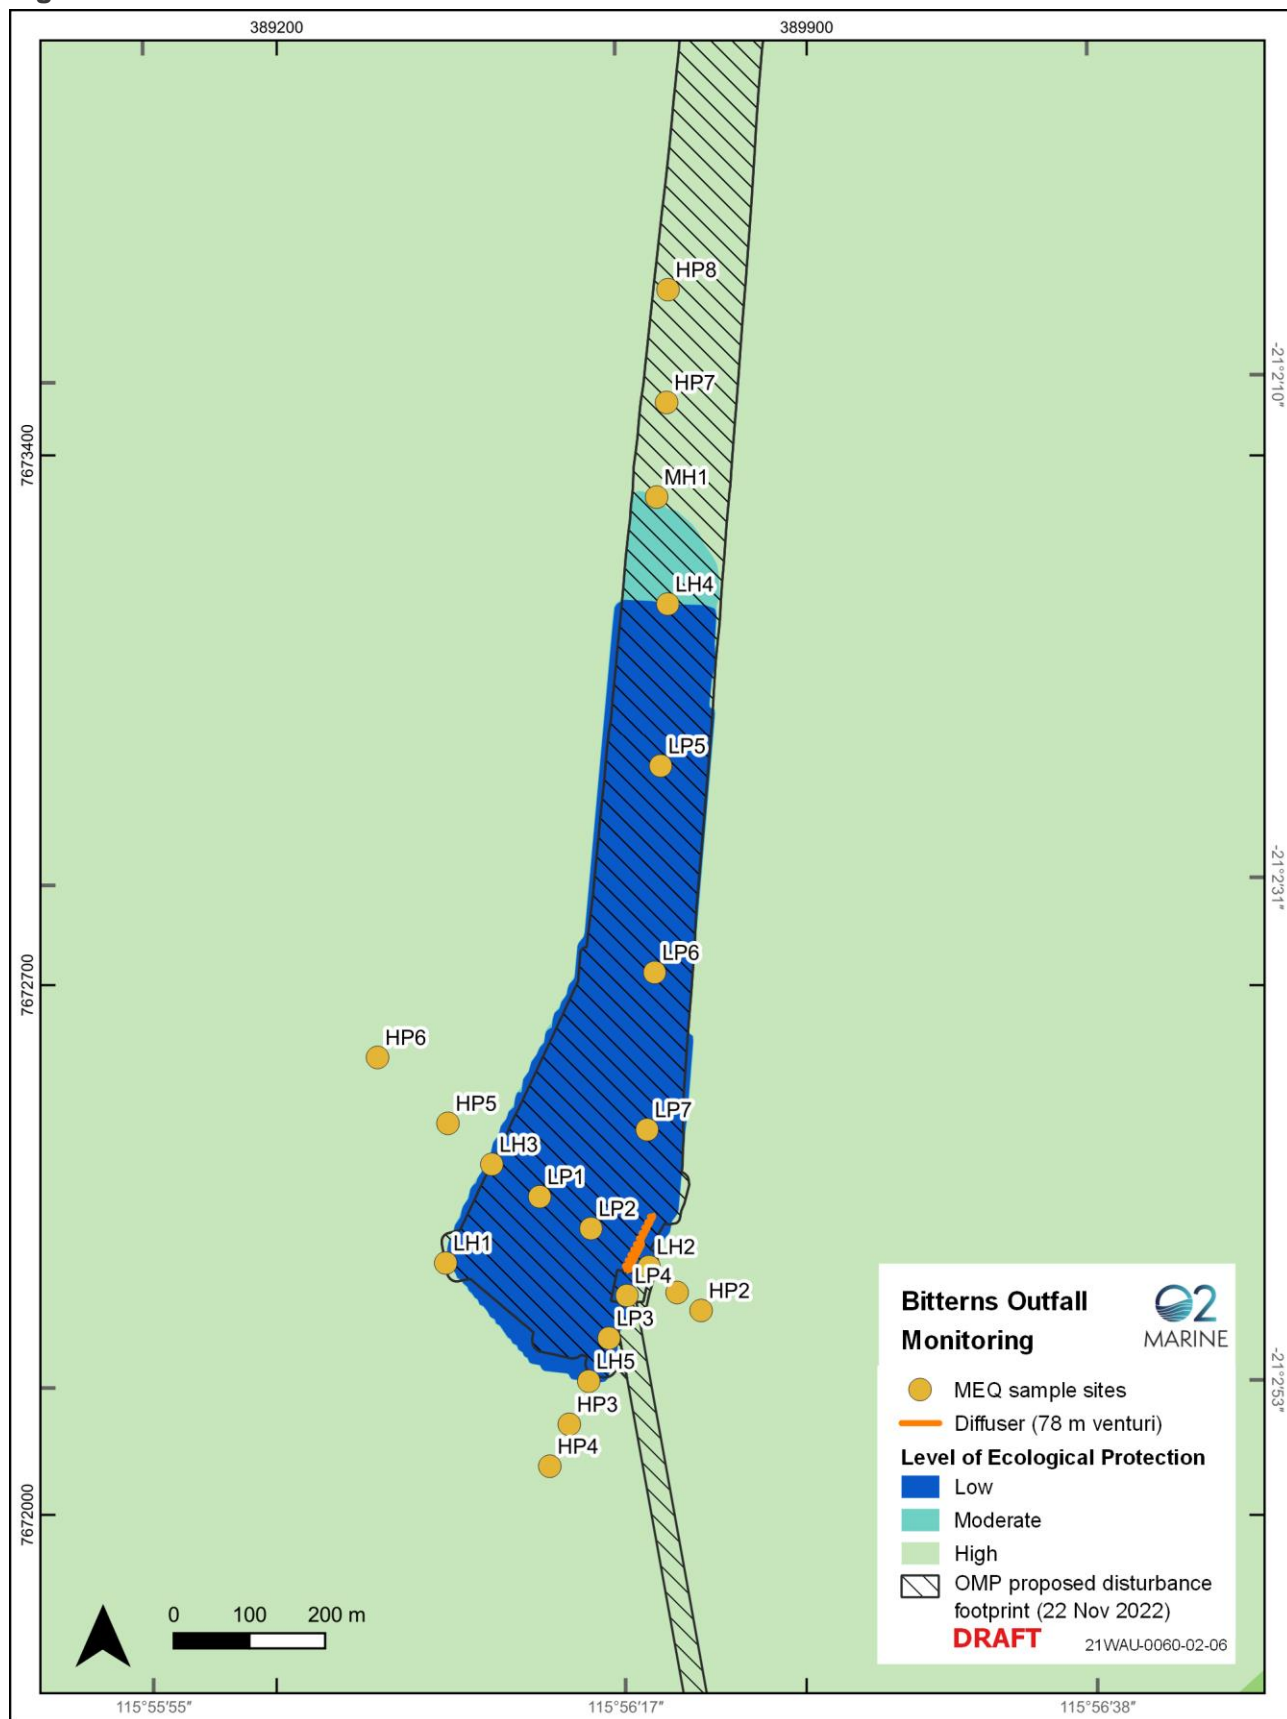 389200 389900
HP8
-21°2'10"
HP7
7673400
MH1
LH4
LP5
-21°2'31"
LP6
7672700
HP6
HP5
LP7
LH3
LP1
LP2
LH1
LH2
LP4
HP2
LP3
LH5
-21°2'53"
HP3
HP4
7672000
Bitterns Outfall
Monitoring
O2
MARINE
MEQ sample sites
Diffuser (78 m venturi)
Level of Ecological Protection
Low
Moderate
High
OMP proposed disturbance
footprint (22 Nov 2022)
DRAFT 21WAU-0060-02-06
0 100 200 m
115°55'55" 115°56'17" 115°56'38"